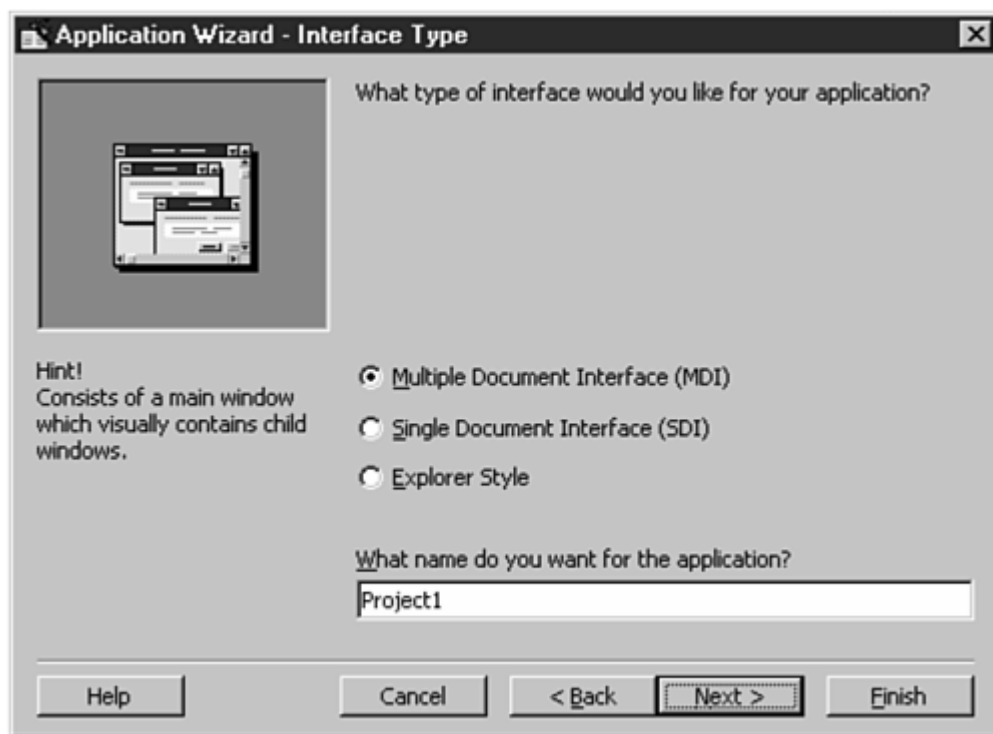 Application Wizard - Interface Type
What type of interface would you like for your application?
Hint!
Consists of a main window
which visually contains child
windows.
Multiple Document Interface (MDI)
Single Document Interface (SDI)
Explorer Style
What name do you want for the application?
Project1
Help
Cancel
< Back
Next >
Finish